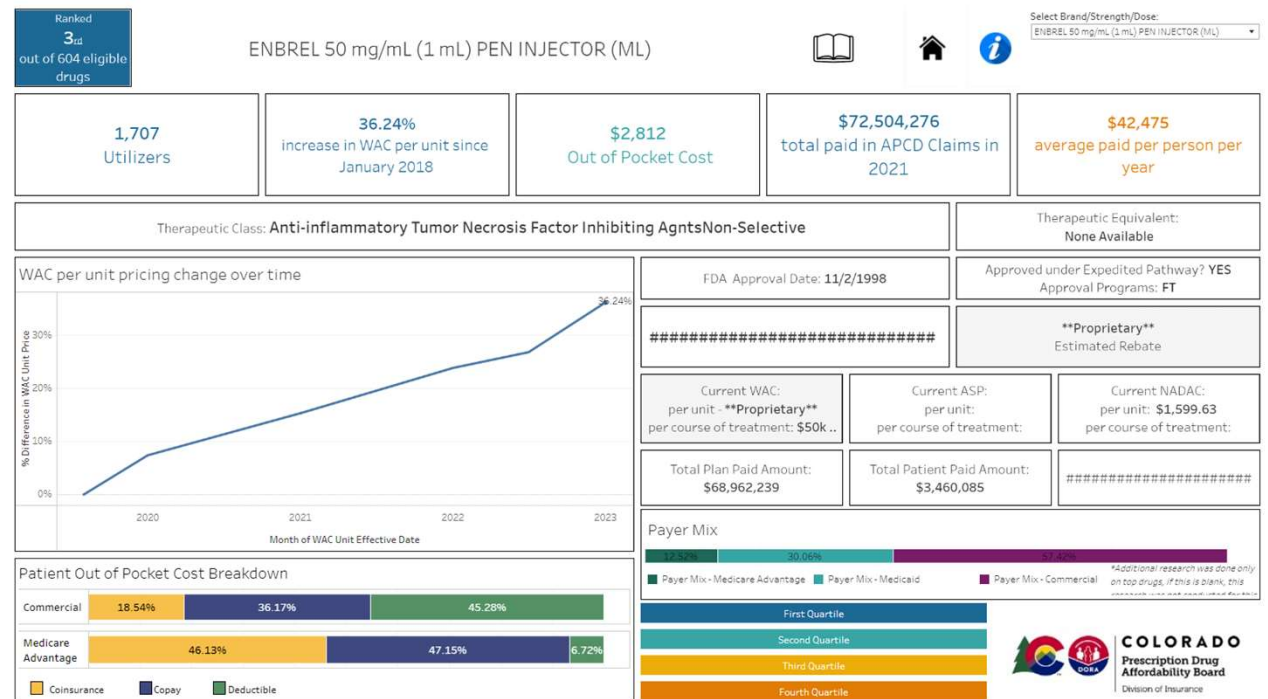 Ranked
3rd
out of 604 eligible
drugs
ENBREL 50 mg/mL (1 mL) PEN INJECTOR (ML)
Select Brand/Strength/Dose:
ENBREL 50 mg/mL (1 mL) PEN INJECTOR (ML)
1,707
Utilizers
36.24%
increase in WAC per unit since
January 2018
$2,812
Out of Pocket Cost
$72,504,276
total paid in APCD Claims in
2021
$42,475
average paid per person per
year
Therapeutic Class: Anti-inflammatory Tumor Necrosis Factor Inhibiting AgntsNon-Selective
Therapeutic Equivalent:
None Available
WAC per unit pricing change over time
36.24%
30%
20%
10%
0%
% Difference in WAC Unit Price
2020
2021
2022
2023
Month of WAC Unit Effective Date
FDA Approval Date: 11/2/1998
Approved under Expedited Pathway? YES
Approval Programs: FT
#############################
**Proprietary**
Estimated Rebate
Current WAC:
per unit - **Proprietary**
per course of treatment: $50k ..
Current ASP:
per unit:
per course of treatment:
Current NADAC:
per unit: $1,599.63
per course of treatment:
Total Plan Paid Amount:
$68,962,239
Total Patient Paid Amount:
$3,460,085
######################
Payer Mix
12.52%
30.06%
57.42%
Payer Mix - Medicare Advantage
Payer Mix - Medicaid
Payer Mix - Commercial
*Additional research was done only
on top drugs, if this is blank, this
Patient Out of Pocket Cost Breakdown
Commercial
18.54%
36.17%
45.28%
Medicare
Advantage
46.13%
47.15%
6.72%
Coinsurance
Copay
Deductible
First Quartile
Second Quartile
Third Quartile
Fourth Quartile
DORA
COLORADO
Prescription Drug
Affordability Board
Division of Insurance